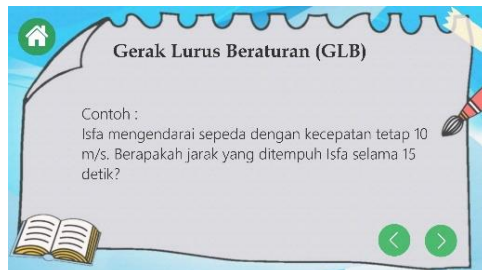 Gerak Lurus Beraturan (GLB)
Contoh :
Isfa mengendarai sepeda dengan kecepatan tetap 10
m/s. Berapakah jarak yang ditempuh Isfa selama 15
detik?